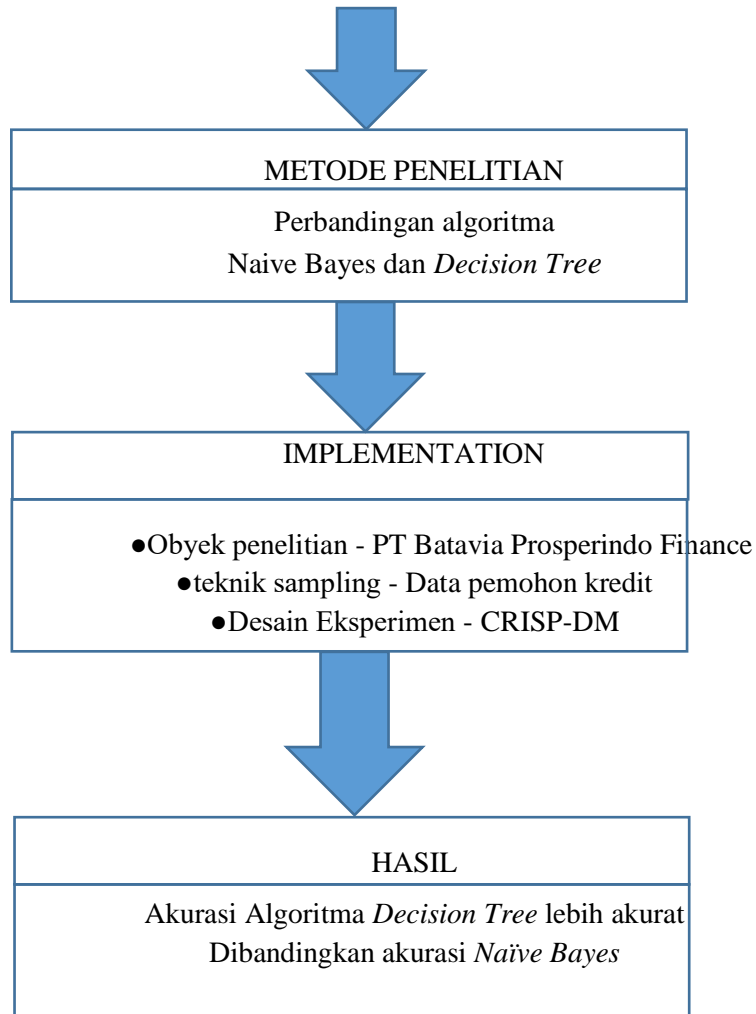 METODE PENELITIAN
Perbandingan algoritma
Naive Bayes dan Decision Tree
IMPLEMENTATION
●Obyek penelitian - PT Batavia Prosperindo Finance
●teknik sampling - Data pemohon kredit
●Desain Eksperimen - CRISP-DM
HASIL
Akurasi Algoritma Decision Tree lebih akurat
Dibandingkan akurasi Naïve Bayes